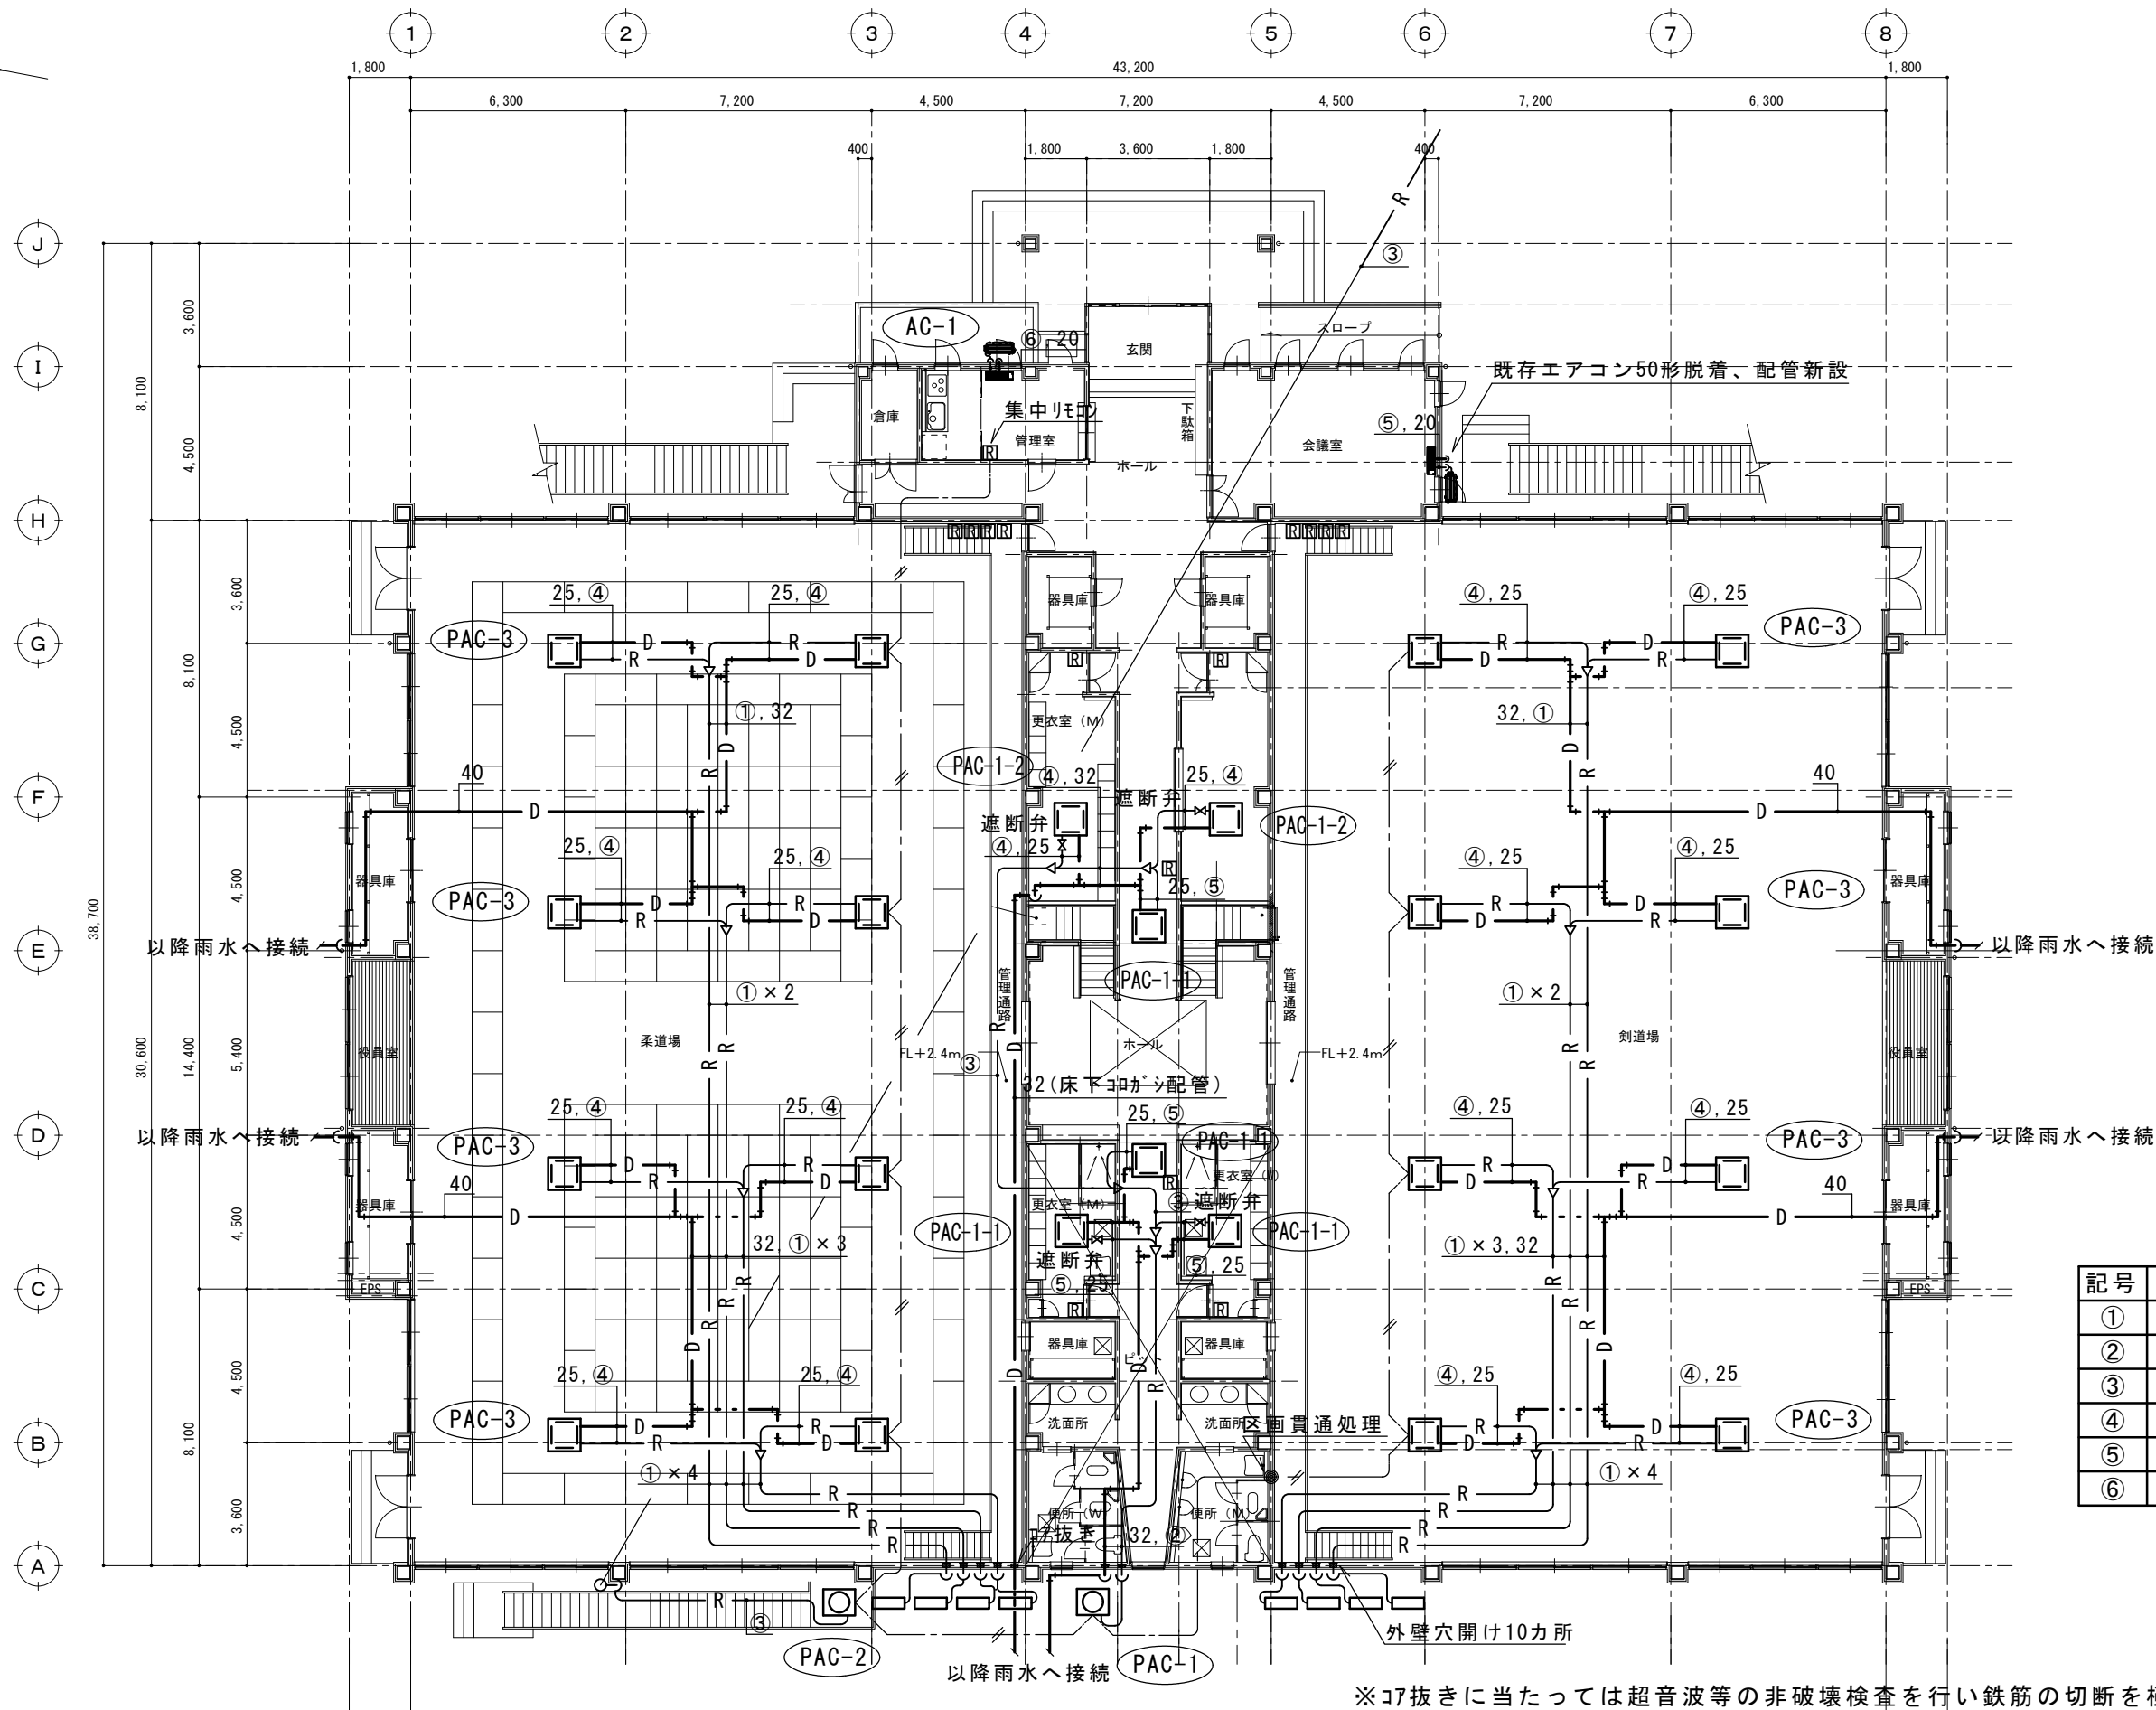 1 2 3 4 5 6 7 8
1,800 43,200 1,800
6,300 7,200 4,500 7,200 4,500 7,200 6,300
400 1,800 3,600 1,800 400
R
J
③
3,600
AC-1
⑥,20
玄関
スロープ
I
既存エアコン50形脱着、配管新設
8,100
倉庫
集中ﾘﾓｺﾝ
管理室
下駄箱
⑤,20
会議室
4,500
R
ホール
H
R R R R
R R R R
3,600
25,④ 25,④
器具庫 器具庫
④,25 ④,25
G
PAC-3
D R
R D
R R
R D
D R
PAC-3
8,100
①,32
更衣室（M）
32,①
4,500
D
R
PAC-1-2
④,32
25,④
D
R
F
40
遮断弁
40
D
遮断弁
PAC-1-2
D
25,④ 25,④
④,25
④,25 ④,25
器具庫
R
器具庫
4,500
PAC-3
D R
R D
25,⑤
R D
D R
PAC-3
38,700
E
以降雨水へ接続
以降雨水へ接続
PAC-1-1
管理通路
管理通路
①×2
①×2
30,600
14,400
5,400
役員室
柔道場
R
R
FL+2.4m
③
R
D
ホール
FL+2.4m
R
R
剣道場
役員室
32(床下ｺﾛｶﾞｼ配管)
25,④ 25,④
25,⑤
④,25 ④,25
D
以降雨水へ接続
PAC-3
PAC-1-1
PAC-3
以降雨水へ接続
D R
R D
R
R D
D R
40
更衣室（M）
③
遮断弁
40
器具庫
D
PAC-1-1
PAC-1-1
D
器具庫
4,500
32,①×3
遮断弁
①×3,32
⑤,25
C
EPS
R
R
R
R
R
R
EPS
記号
①
②
③
④
⑤
⑥
器具庫 器具庫
D
R
D
R
D
D
4,500
25,④ 25,④
④,25 ④,25
PAC-3
洗面所 洗面所
区画貫通処理
PAC-3
B
D R
R D
R D
D R
8,100
①×4
①×4
3,600
R
R
R
R
便所（W
便所（M）
R
R
R
R
ｺｱ抜き
32,②
A
R
③
PAC-2
以降雨水へ接続
PAC-1
外壁穴開け10カ所
※ｺｱ抜きに当たっては超音波等の非破壊検査を行い鉄筋の切断を